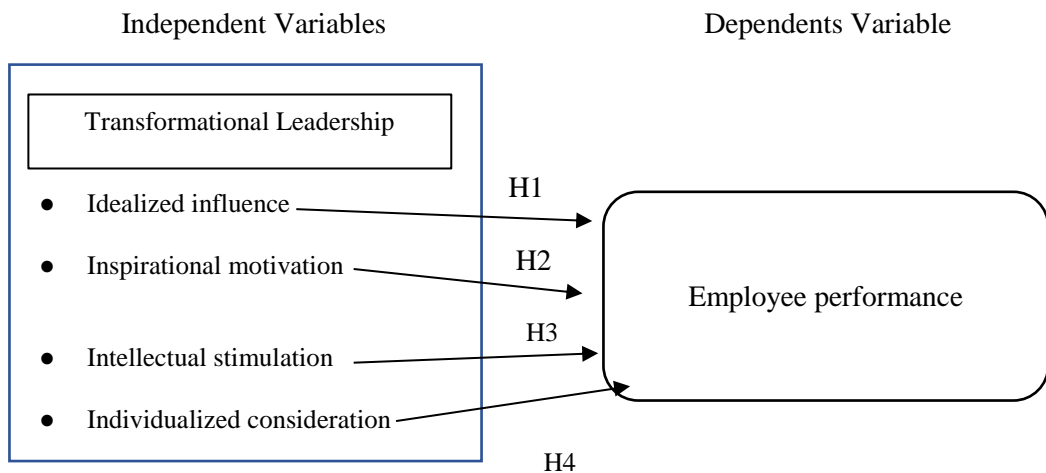 Independent Variables
Dependents Variable
Transformational Leadership
● Idealized influence
H1
● Inspirational motivation
H2
Employee performance
H3
● Intellectual stimulation
● Individualized consideration
H4